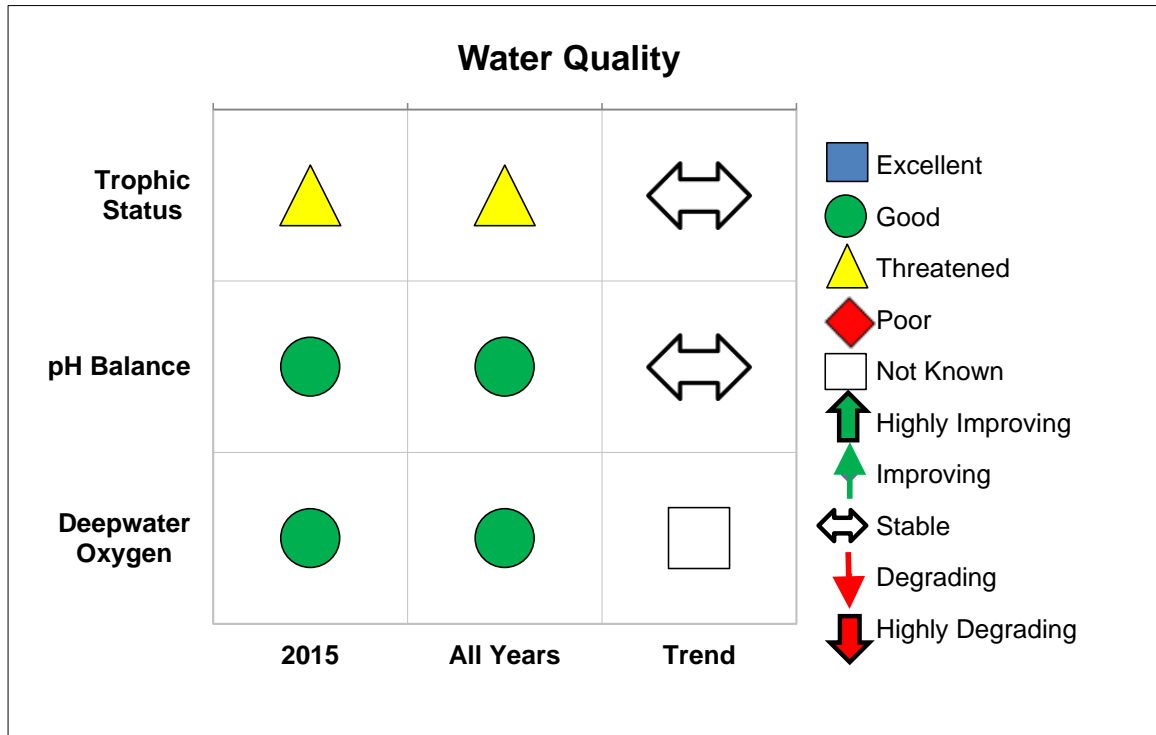 Water Quality
Trophic
Status
pH Balance
Deepwater
Oxygen
2015
All Years
Trend
Excellent
Good
Threatened
Poor
Not Known
Highly Improving
Improving
Stable
Degrading
Highly Degrading